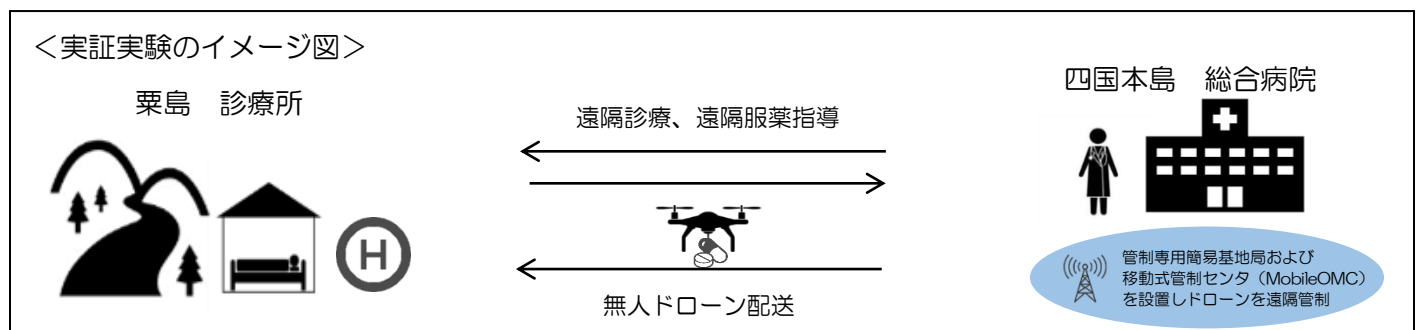 ＜実証実験のイメージ図＞
粟島　診療所
四国本島　総合病院
遠隔診療、遠隔服薬指導
H
無人ドローン配送
管制専用簡易基地局および
移動式管制センタ（MobileOMC）
を設置しドローンを遠隔管制